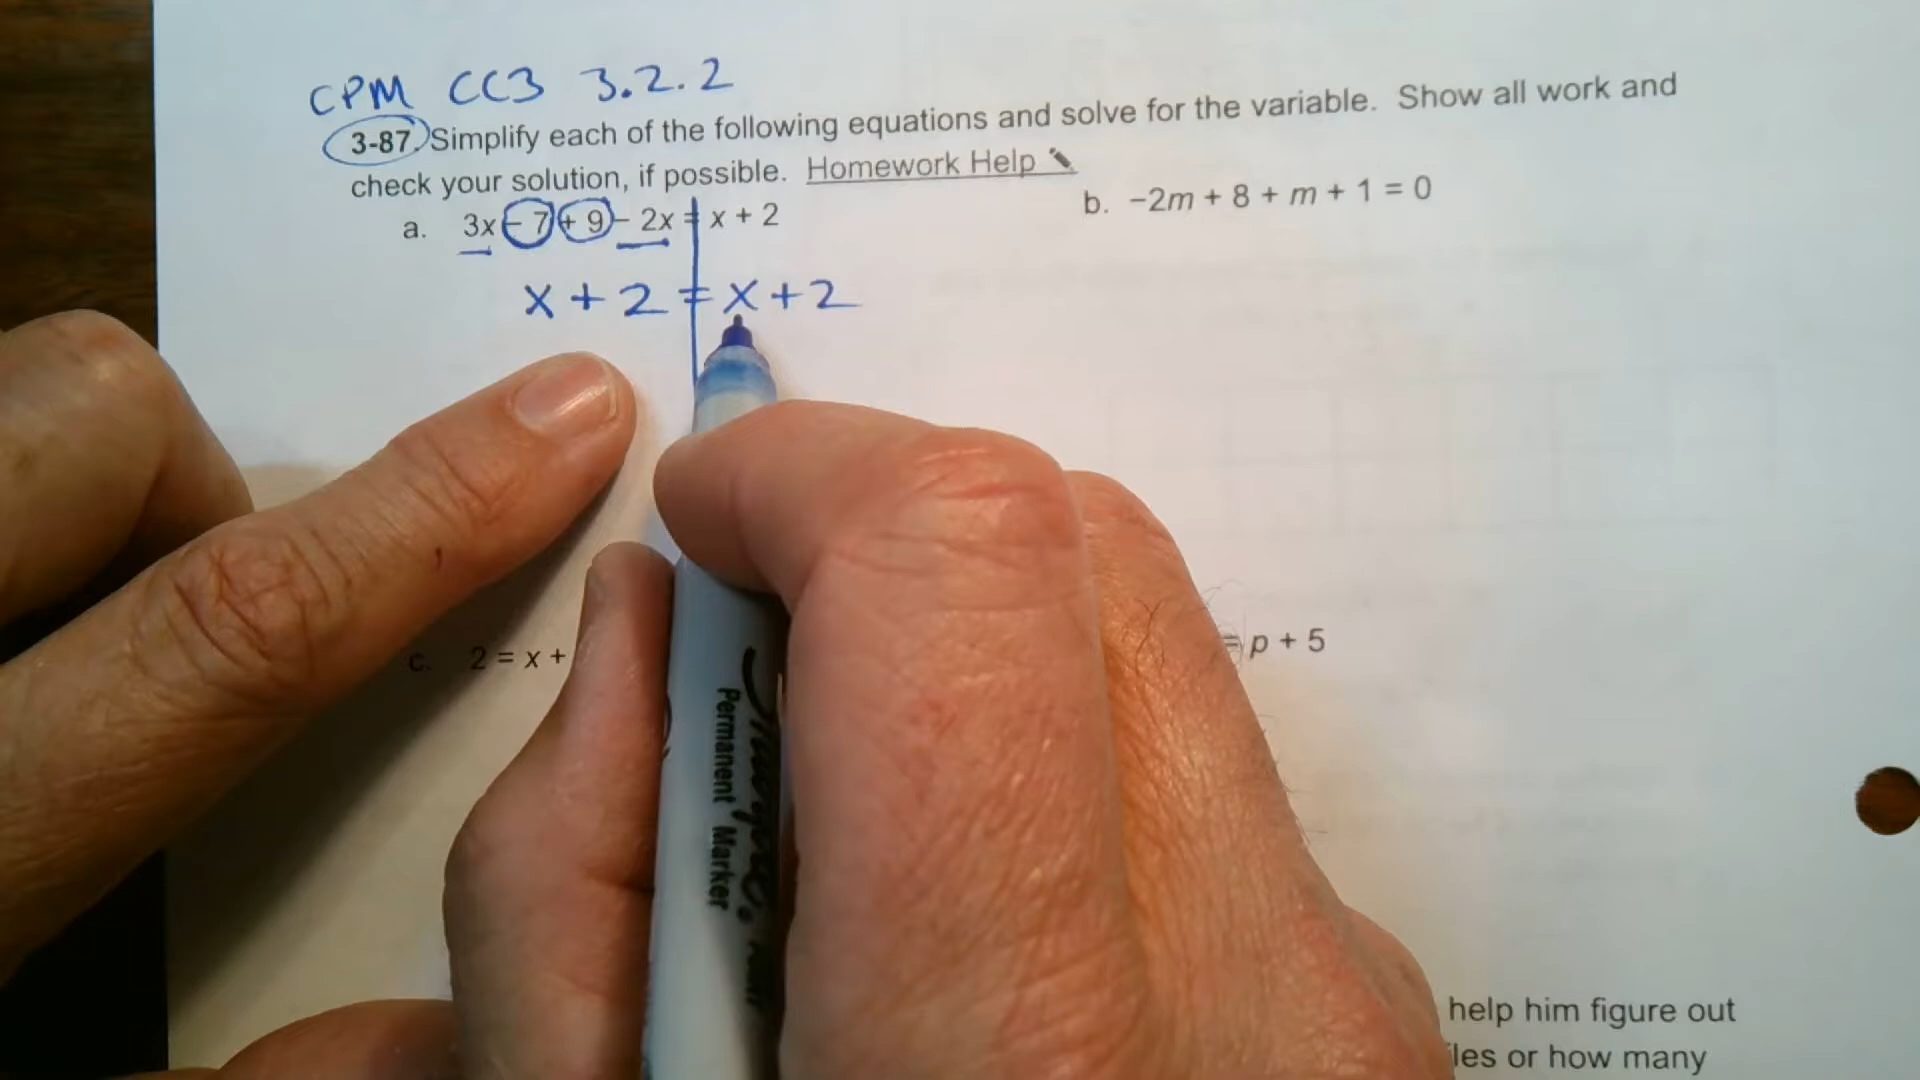 CPM CC3 3.2.2
3-87. Simplify each of the following equations and solve for the variable. Show all work and
check your solution, if possible. Homework Help
a. 3x − 7 + 9 − 2x = x + 2
b. −2m + 8 + m + 1 = 0
x + 2 = x + 2
c. 2 = x +
= p + 5
Permanent Marker
help him figure out
les or how many